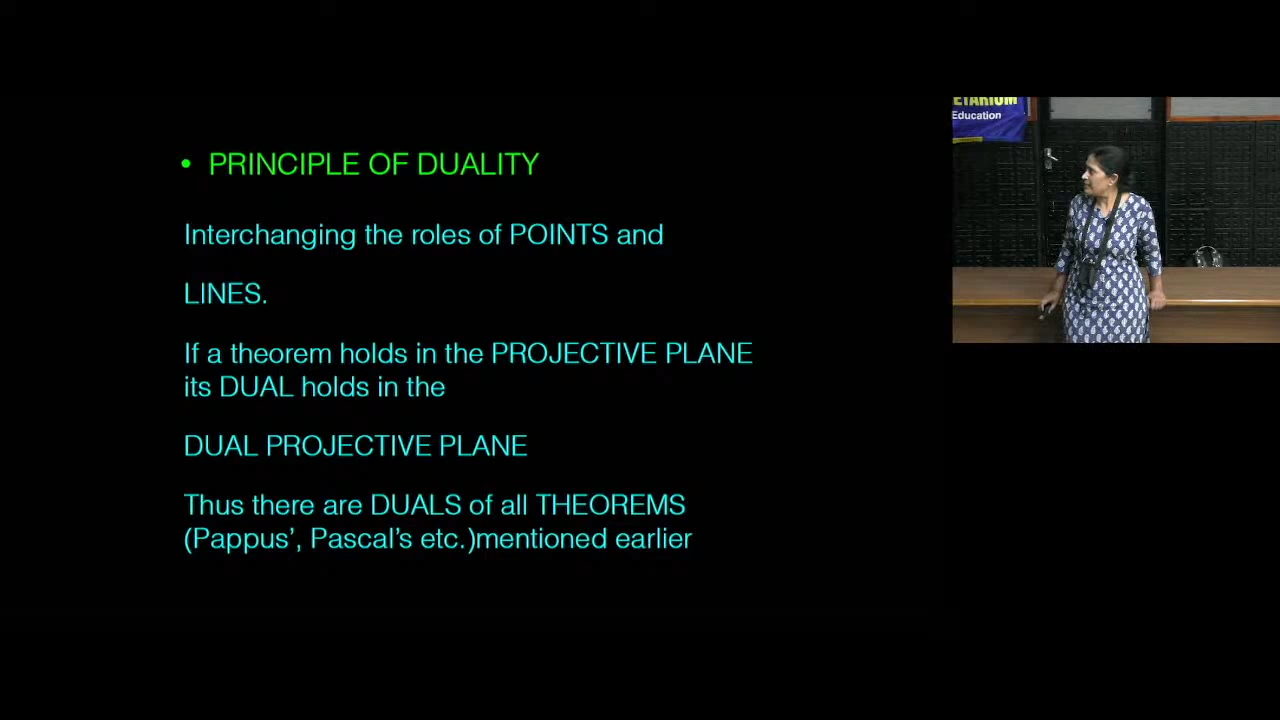 • PRINCIPLE OF DUALITY
Interchanging the roles of POINTS and
LINES.
If a theorem holds in the PROJECTIVE PLANE
its DUAL holds in the
DUAL PROJECTIVE PLANE
Thus there are DUALS of all THEOREMS
(Pappus’, Pascal’s etc.)mentioned earlier
ETARIUM
Education